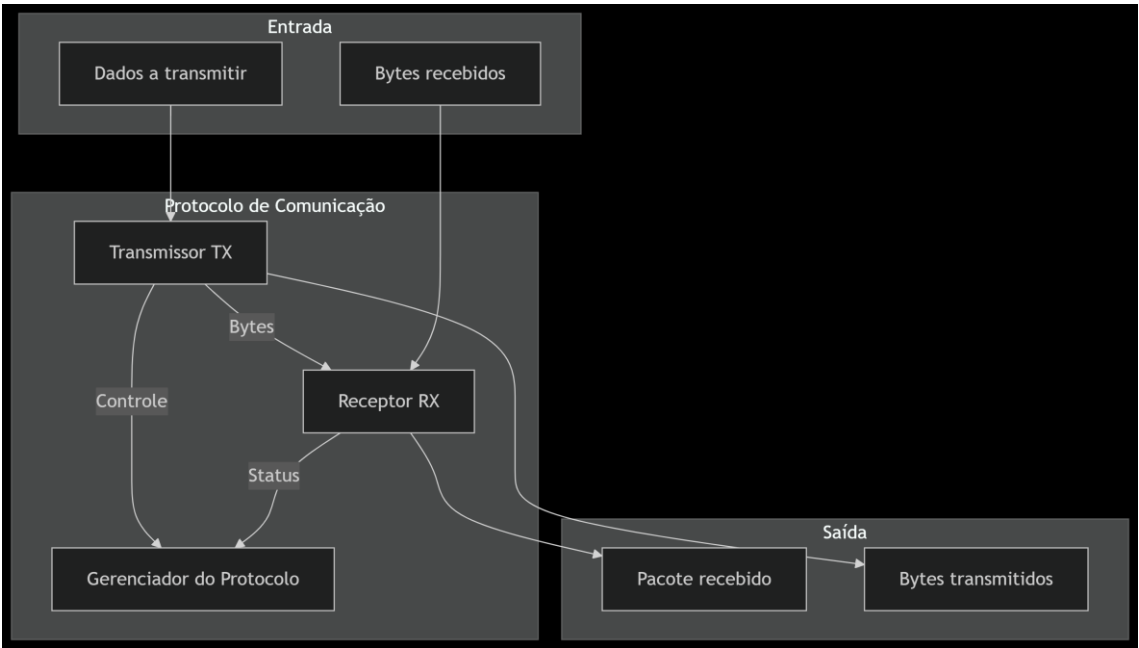 Entrada
Dados a transmitir
Bytes recebidos
Protocolo de Comunicação
Transmissor TX
Bytes
Controle
Receptor RX
Status
Gerenciador do Protocolo
Saída
Pacote recebido
Bytes transmitidos